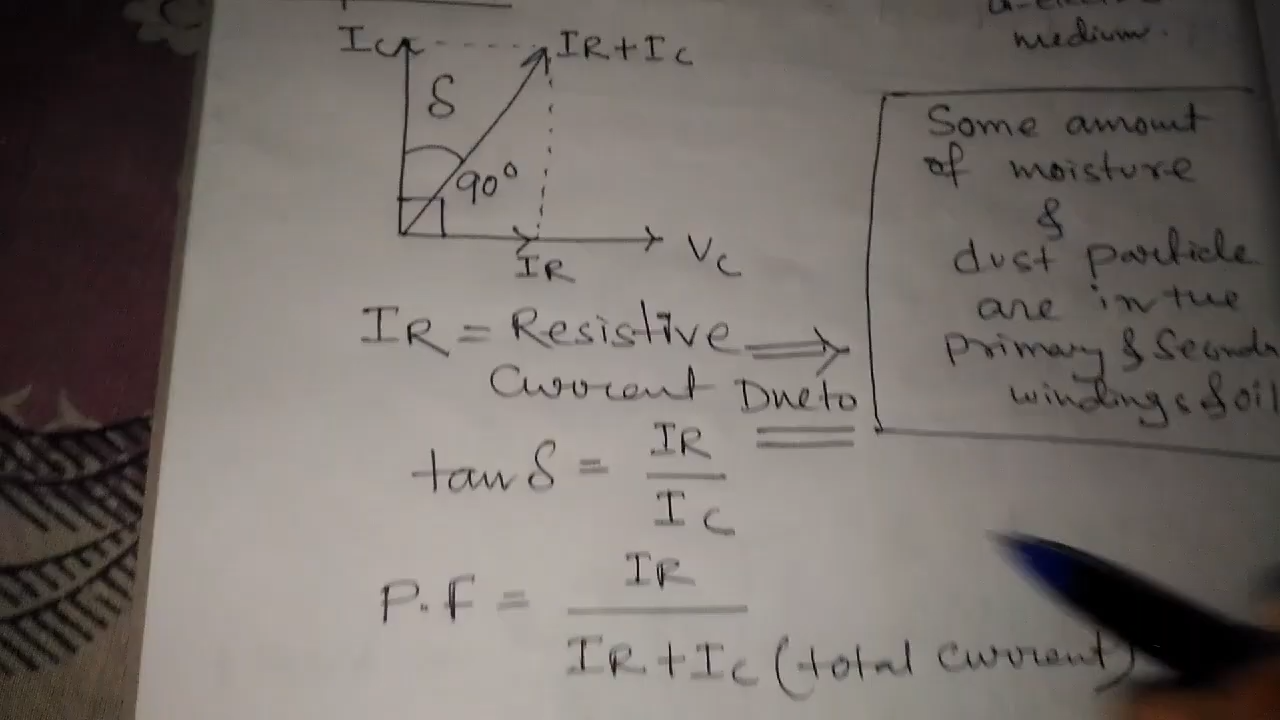 medium.
IC
IR+IC
δ
90°
IR
VC
Some amount
of moisture
&
dust particle
are in the
primary &
windings & oil
IR = Resistive
Current Due to
tan δ = IR / IC
P.F = IR / IR+IC (total current)